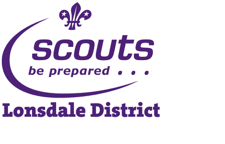 scouts
be prepared . . .
Lonsdale District